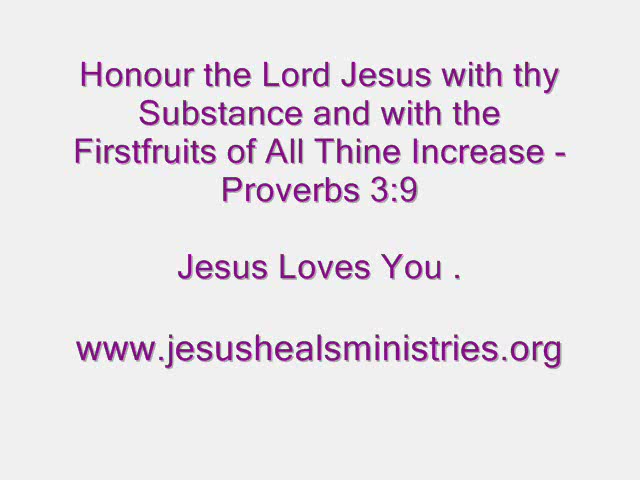 Honour the Lord Jesus with thy
Substance and with the
Firstfruits of All Thine Increase -
Proverbs 3:9
Jesus Loves You .
www.jesushealsministries.org